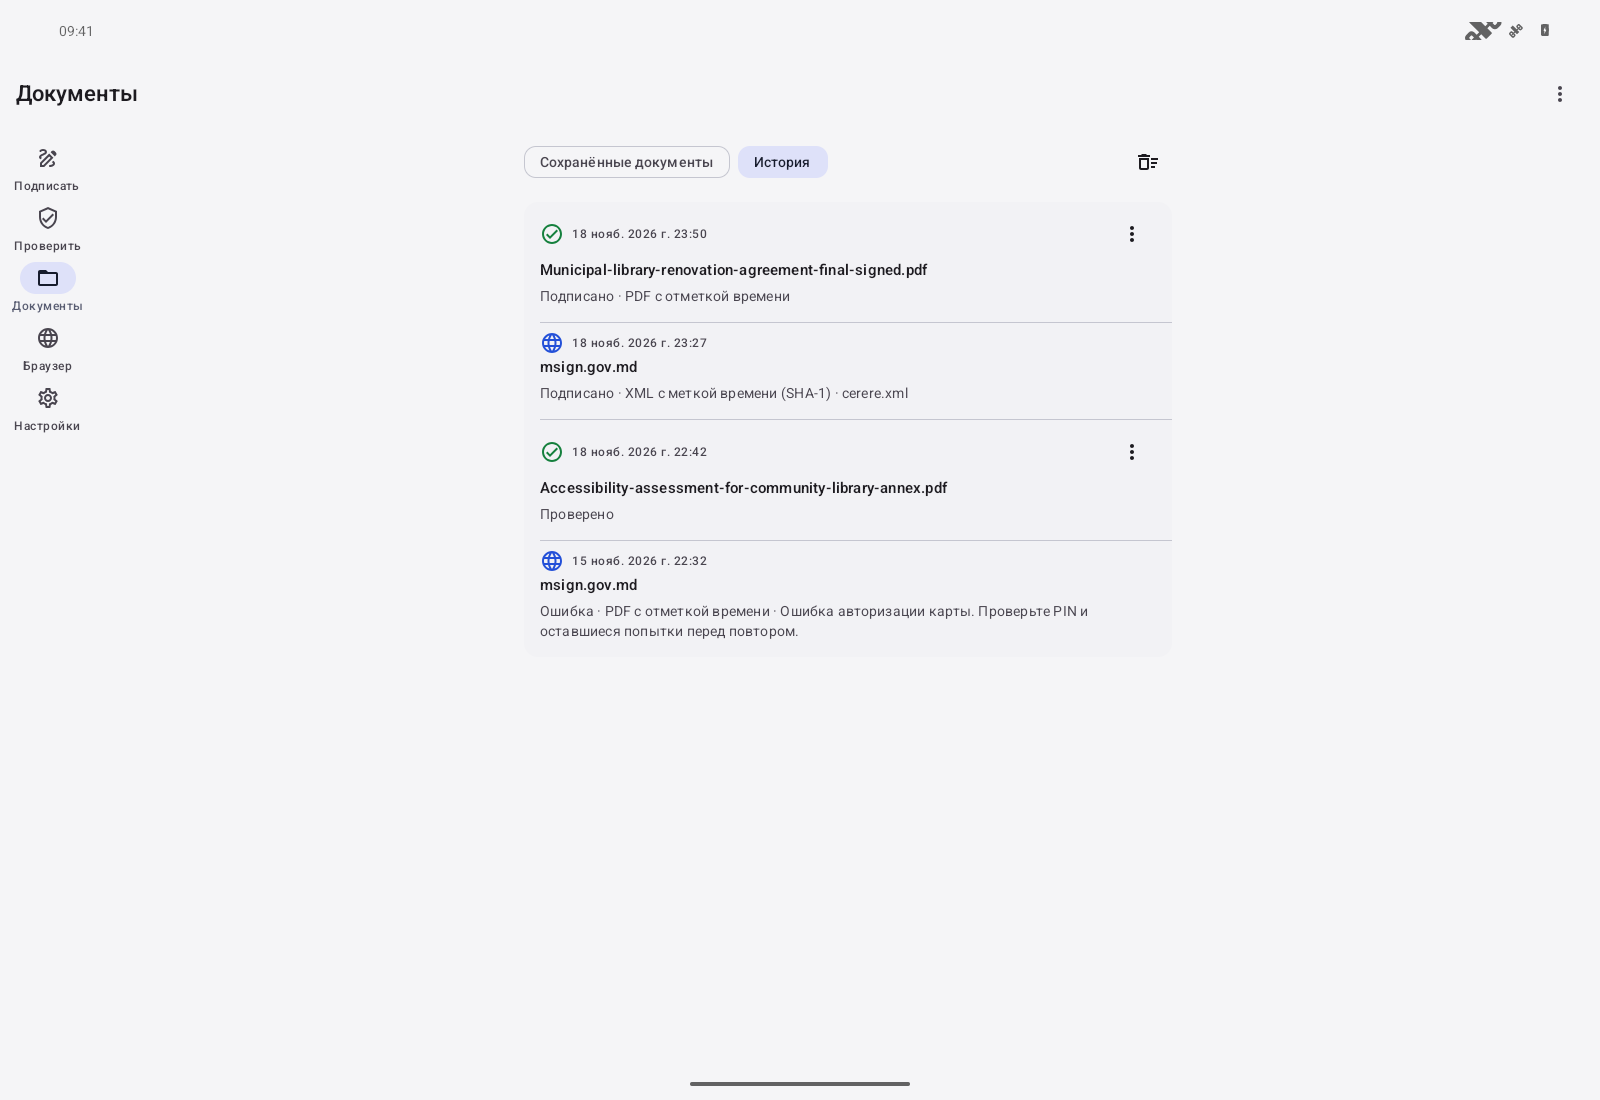 09:41
Документы
Подписать
Проверить
Документы
Браузер
Настройки
Сохранённые документы
История
18 нояб. 2026 г. 23:50
Municipal-library-renovation-agreement-final-signed.pdf
Подписано · PDF с отметкой времени
18 нояб. 2026 г. 23:27
msign.gov.md
Подписано · XML с меткой времени (SHA-1) · cerere.xml
18 нояб. 2026 г. 22:42
Accessibility-assessment-for-community-library-annex.pdf
Проверено
15 нояб. 2026 г. 22:32
msign.gov.md
Ошибка · PDF с отметкой времени · Ошибка авторизации карты. Проверьте PIN и
оставшиеся попытки перед повтором.